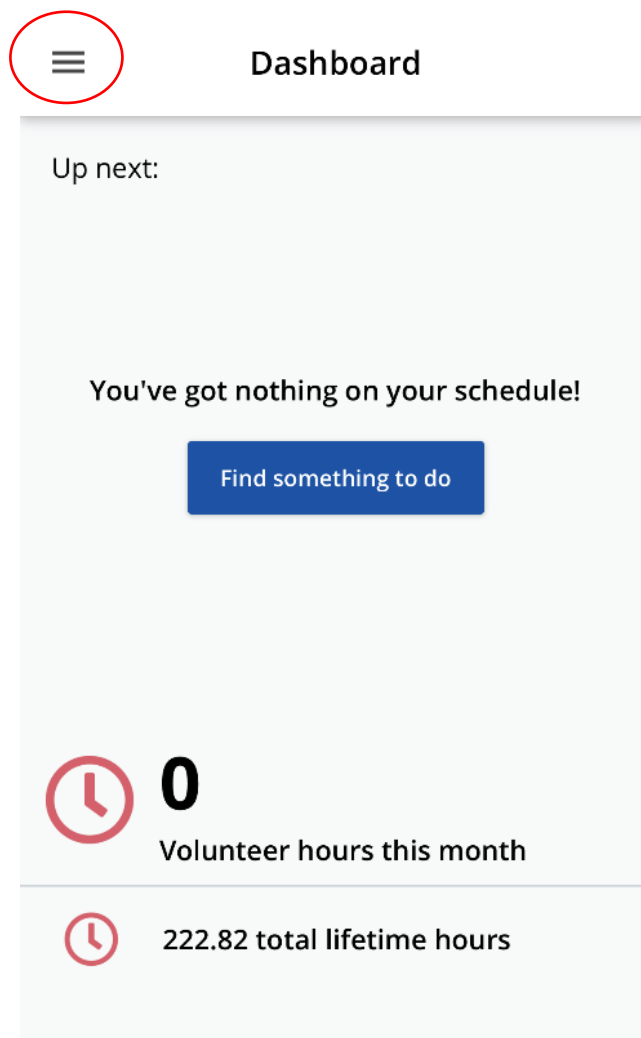 Dashboard
Up next:
You've got nothing on your schedule!
Find something to do
0
Volunteer hours this month
222.82 total lifetime hours